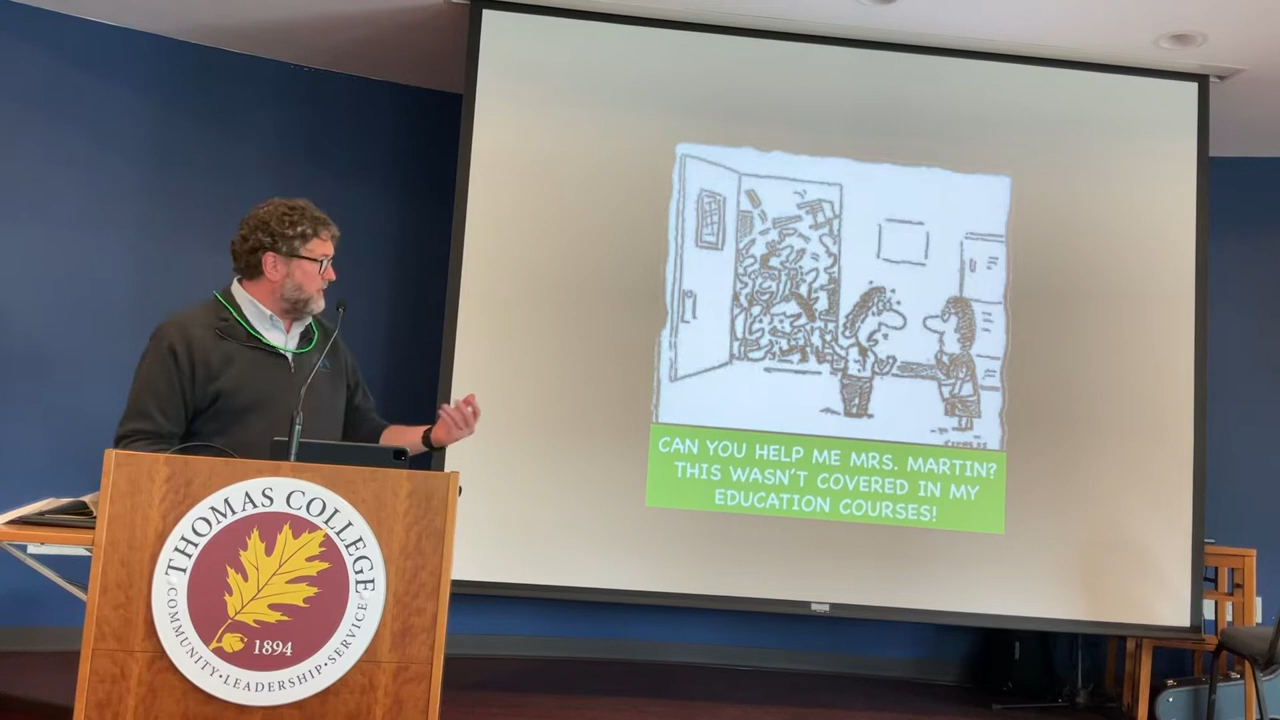 THOMAS COLLEGE
1894
COMMUNITY·LEADERSHIP·SERVICE
CAN YOU HELP ME MRS. MARTIN?
THIS WASN'T COVERED IN MY
EDUCATION COURSES!